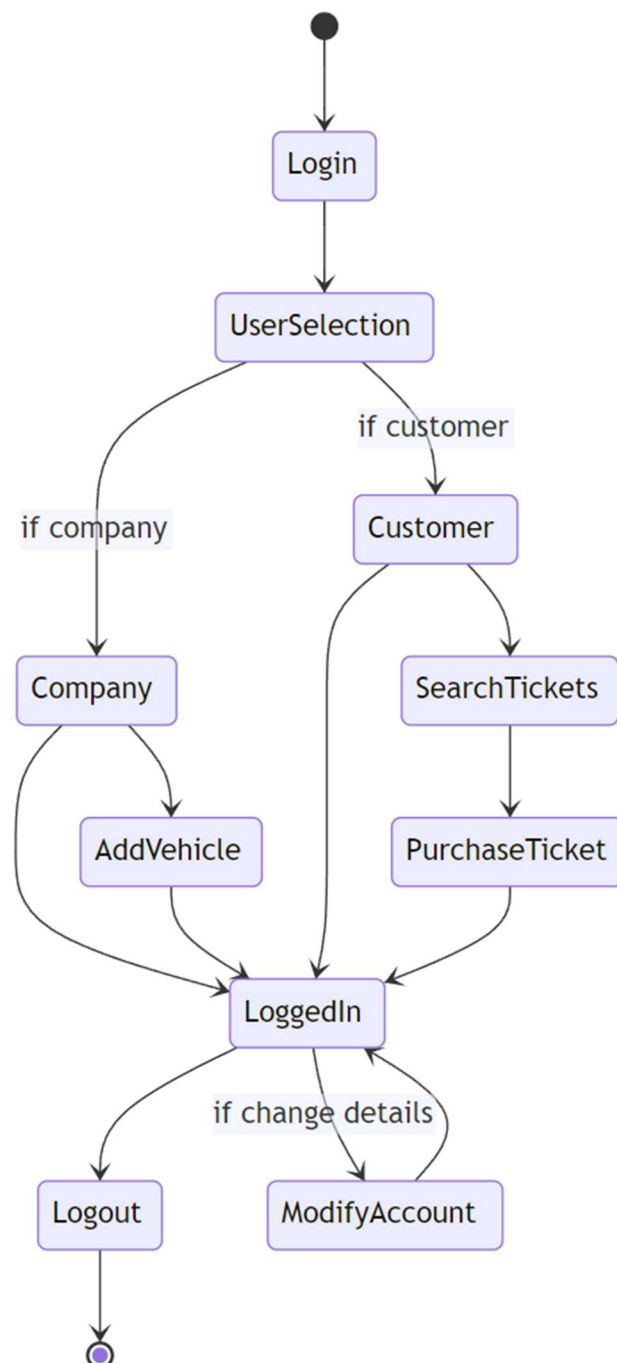 Login
UserSelection
if customer
Customer
if company
Company
SearchTickets
AddVehicle
PurchaseTicket
LoggedIn
if change details
Logout
ModifyAccount